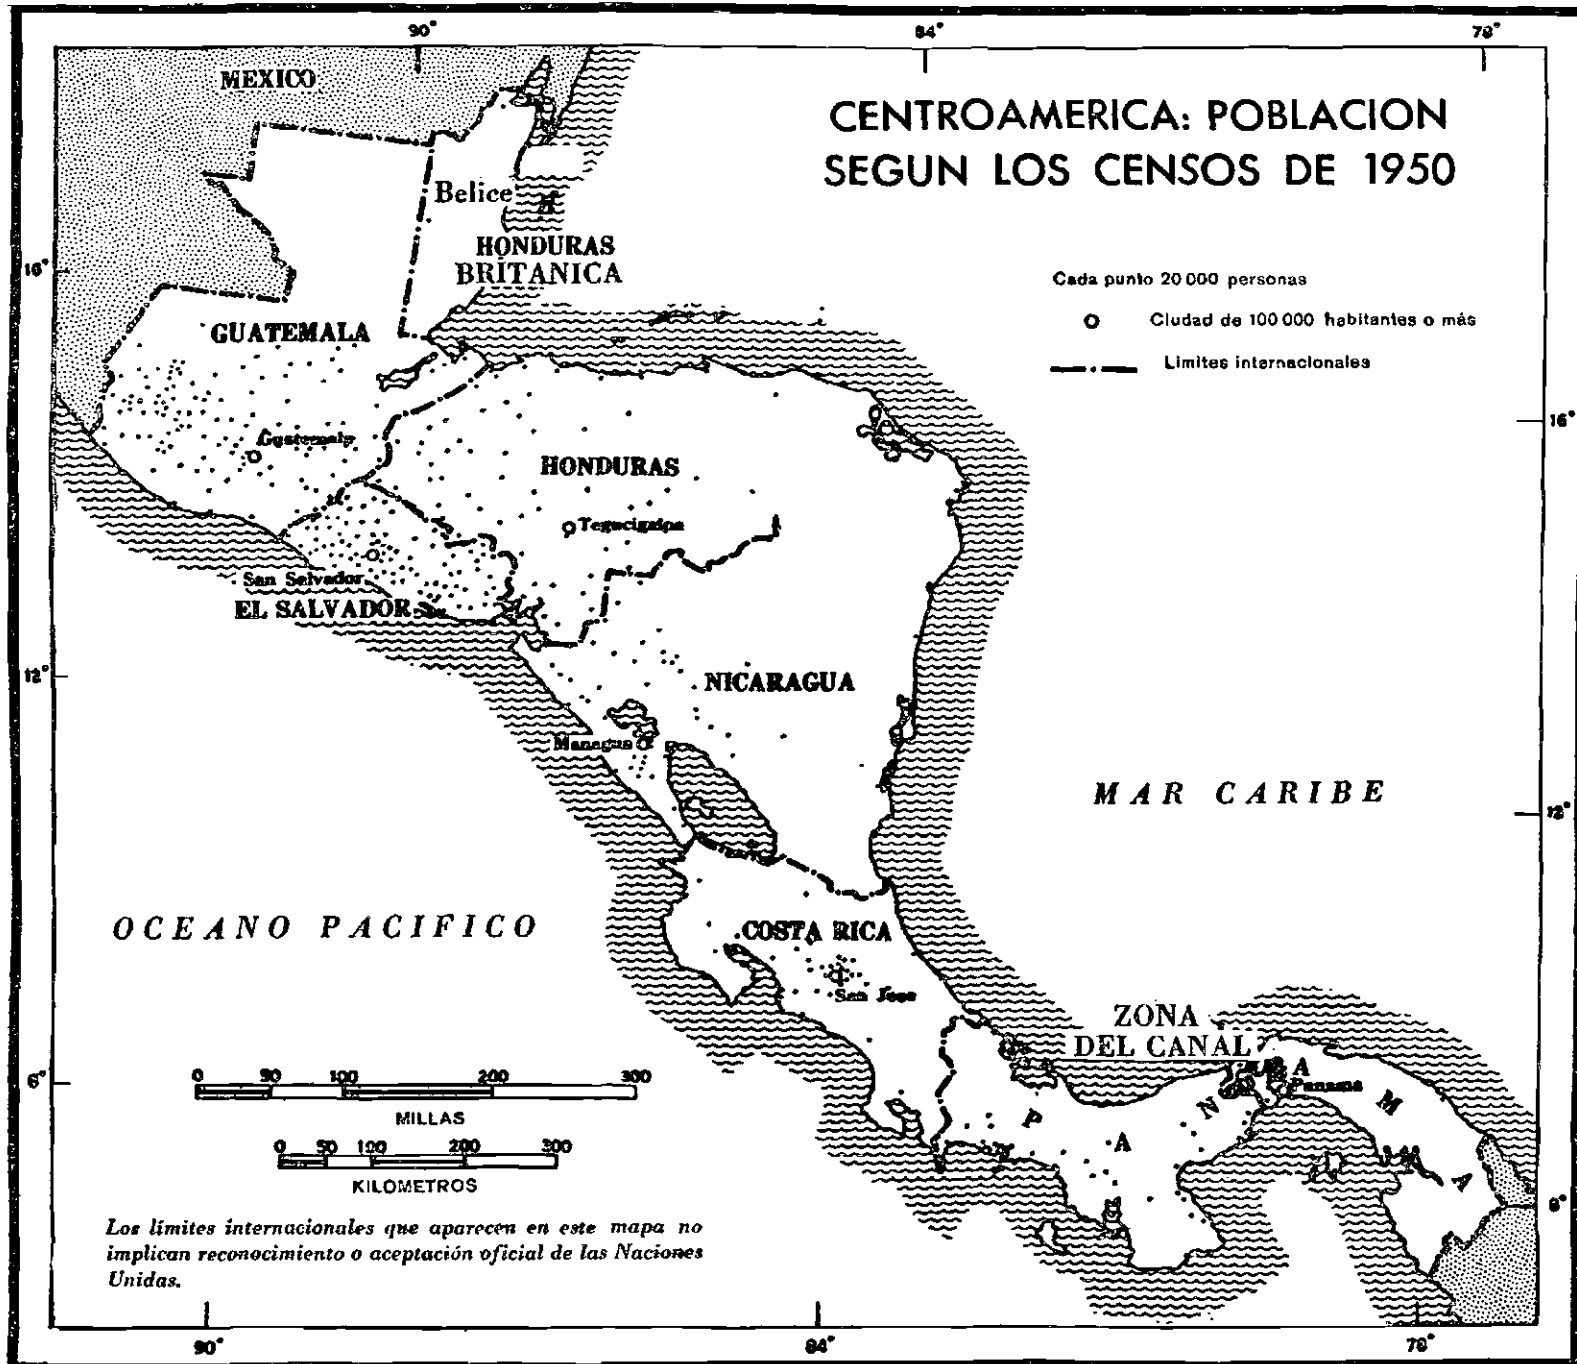 90°
84°
78°
MEXICO
CENTROAMERICA: POBLACION
SEGUN LOS CENSOS DE 1950
Belice
HONDURAS
BRITANICA
16°
Cada punto 20 000 personas
Ciudad de 100 000 habitantes o más
Limites internacionales
GUATEMALA
16°
Guatemala
HONDURAS
Tegucigalpa
San Salvador
EL SALVADOR
12°
NICARAGUA
Managua
MAR CARIBE
12°
OCEANO PACIFICO
COSTA RICA
San Jose
ZONA
DEL CANAL
6°
0 50 100 200 300
MILLAS
Panama
PANAMA
0 50 100 200 300
KILOMETROS
8°
Los límites internacionales que aparecen en este mapa no
implican reconocimiento o aceptación oficial de las Naciones
Unidas.
90°
84°
78°